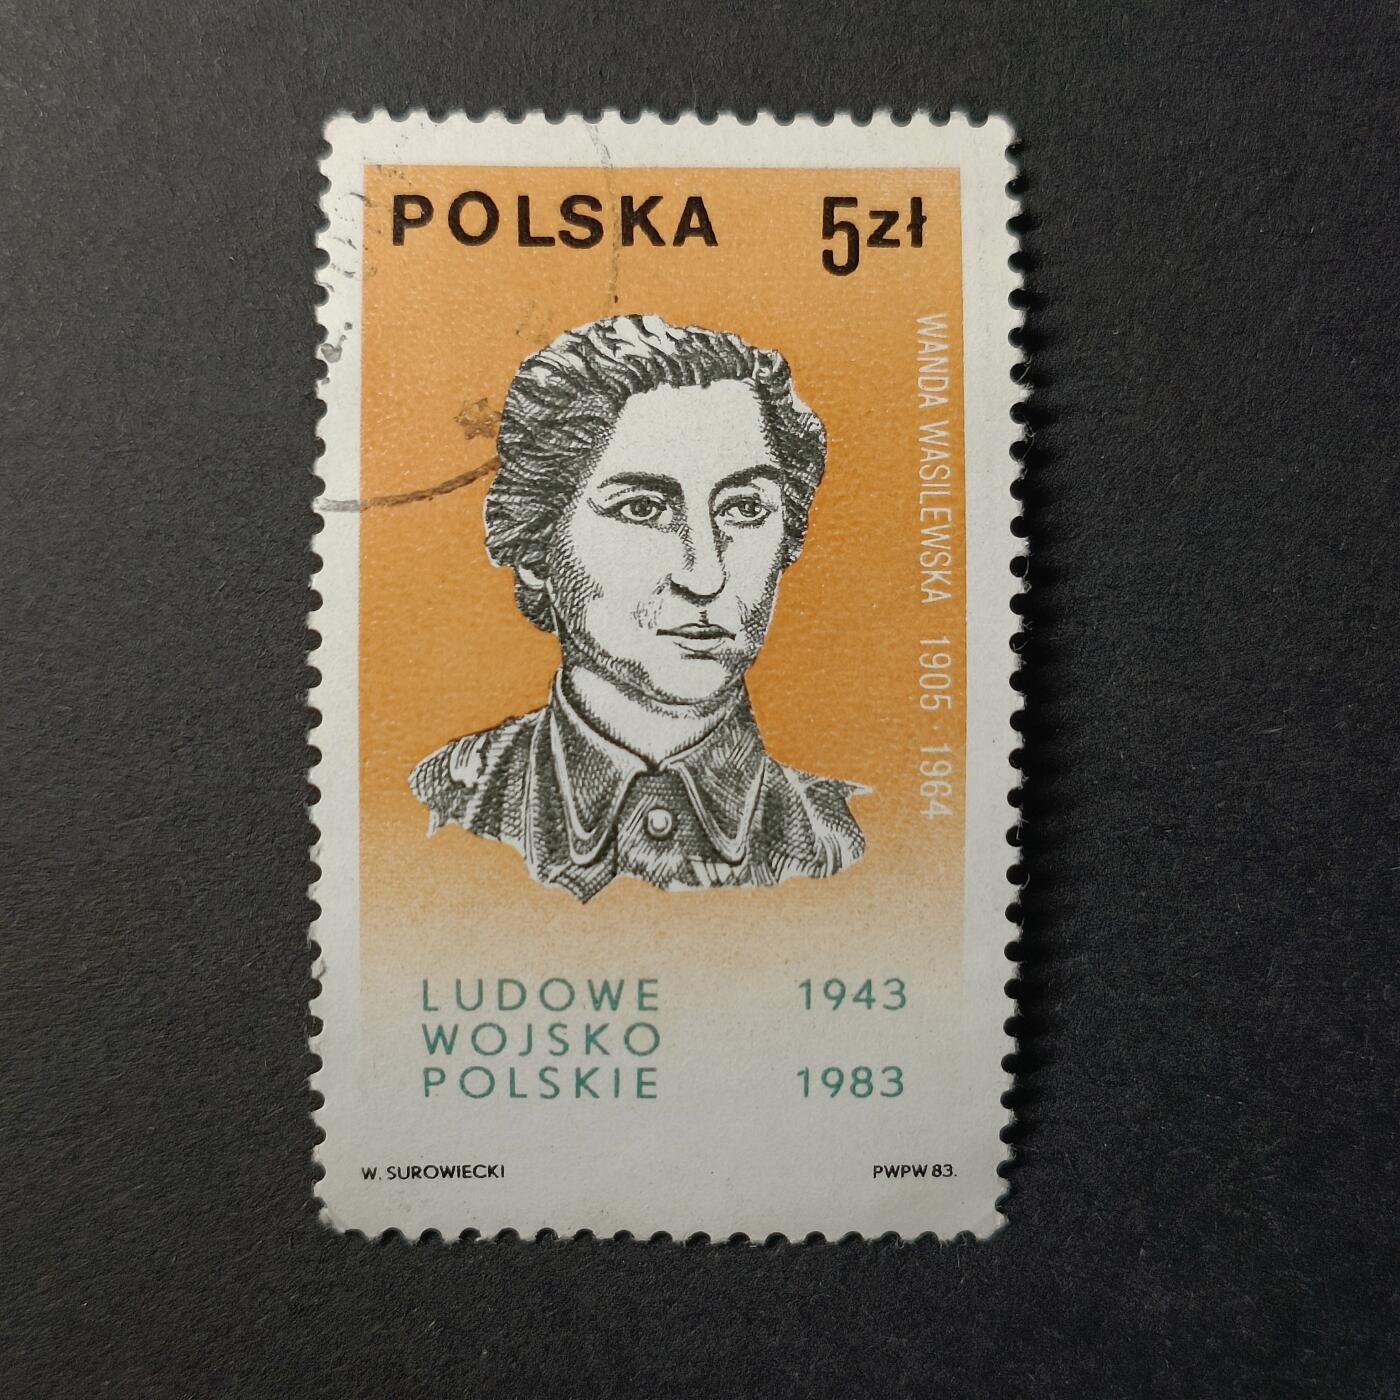 POLSKA 5zł
WANDA WASILEWSKA 1905·1964
LUDOWE 1943
WOJSKO
POLSKIE 1983
W. SUROWIECKI PWPW 83.